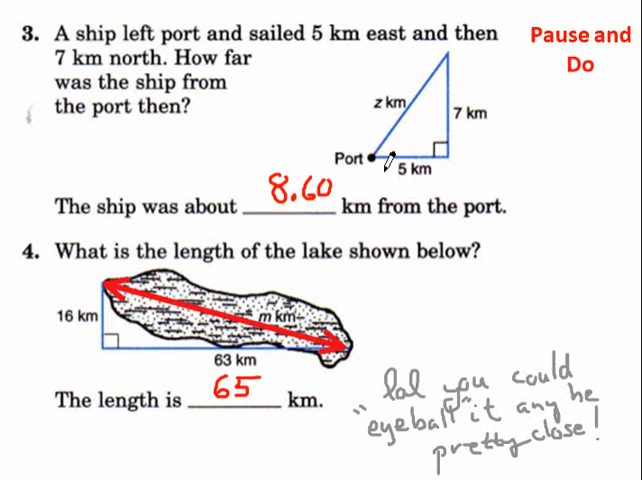 3. A ship left port and sailed 5 km east and then
7 km north. How far
was the ship from
the port then?
Pause and
Do
z km
7 km
Port
5 km
The ship was about 8.60 km from the port.
4. What is the length of the lake shown below?
16 km
m km
63 km
The length is 65 km.
lol you could
"eyeball" it any be
pretty close!